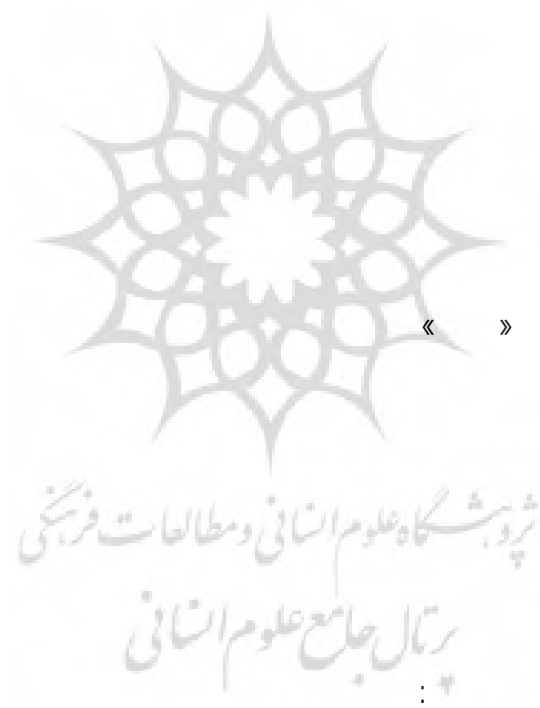 « »
پژوهشگاه علوم انسانی و مطالعات فرهنگی
پرتال جامع علوم انسانی
: